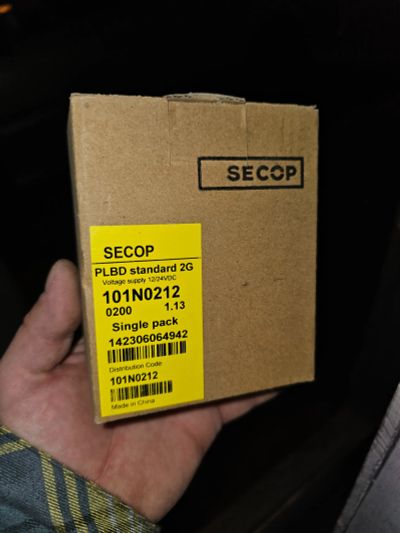 SECOP
SECOP
PLBD standard 2G
Voltage supply 12/24VDC
101N0212
0200 1.13
Single pack
142306064942
Distribution Code
101N0212
Made in China